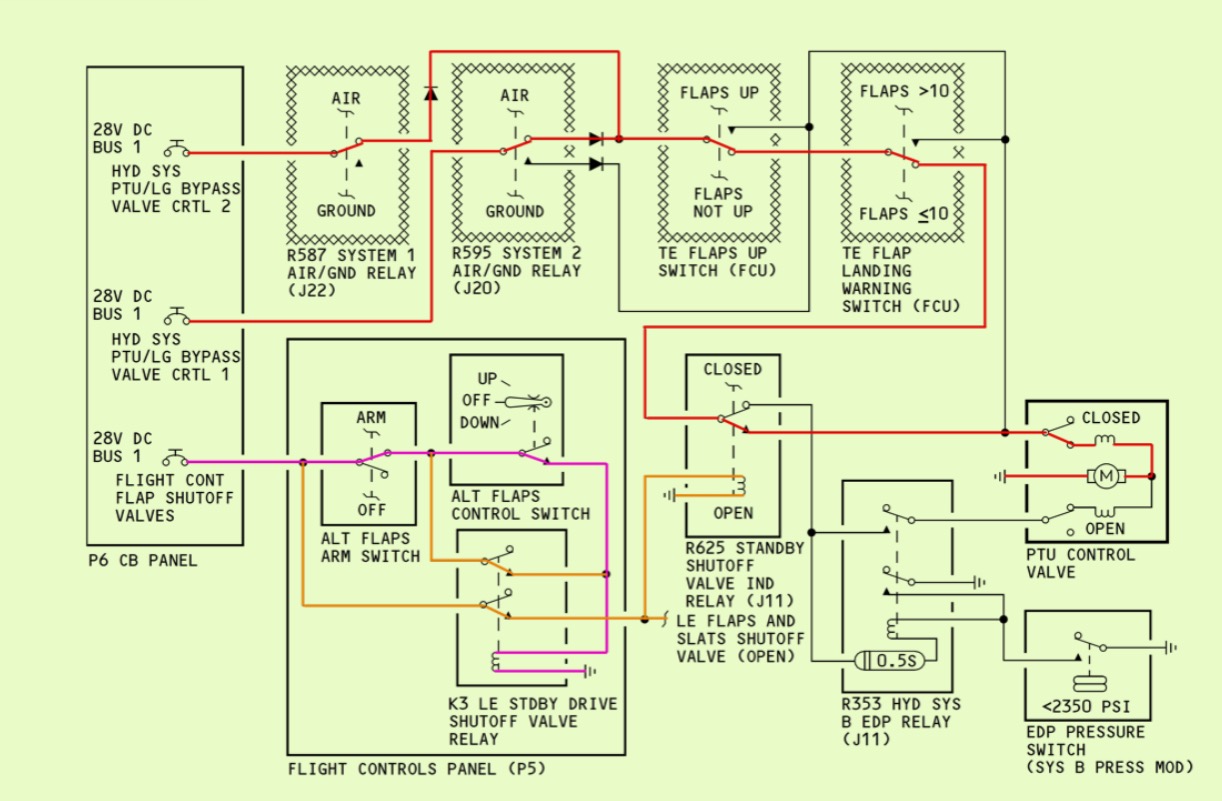 28V DC
BUS 1
HYD SYS
PTU/LG BYPASS
VALVE CRTL 2
28V DC
BUS 1
HYD SYS
PTU/LG BYPASS
VALVE CRTL 1
28V DC
BUS 1
FLIGHT CONT
FLAP SHUTOFF
VALVES
P6 CB PANEL
AIR
GROUND
R587 SYSTEM 1
AIR/GND RELAY
(J22)
AIR
GROUND
R595 SYSTEM 2
AIR/GND RELAY
(J20)
FLAPS UP
FLAPS
NOT UP
TE FLAPS UP
SWITCH (FCU)
FLAPS >10
FLAPS ≤10
TE FLAP
LANDING
WARNING
SWITCH (FCU)
ARM
OFF
ALT FLAPS
ARM SWITCH
UP
OFF
DOWN
ALT FLAPS
CONTROL SWITCH
K3 LE STDBY DRIVE
SHUTOFF VALVE
RELAY
FLIGHT CONTROLS PANEL (P5)
CLOSED
OPEN
R625 STANDBY
SHUTOFF
VALVE IND
RELAY (J11)
LE FLAPS AND
SLATS SHUTOFF
VALVE (OPEN)
0.5S
R353 HYD SYS
B EDP RELAY
(J11)
CLOSED
M
OPEN
PTU CONTROL
VALVE
<2350 PSI
EDP PRESSURE
SWITCH
(SYS B PRESS MOD)